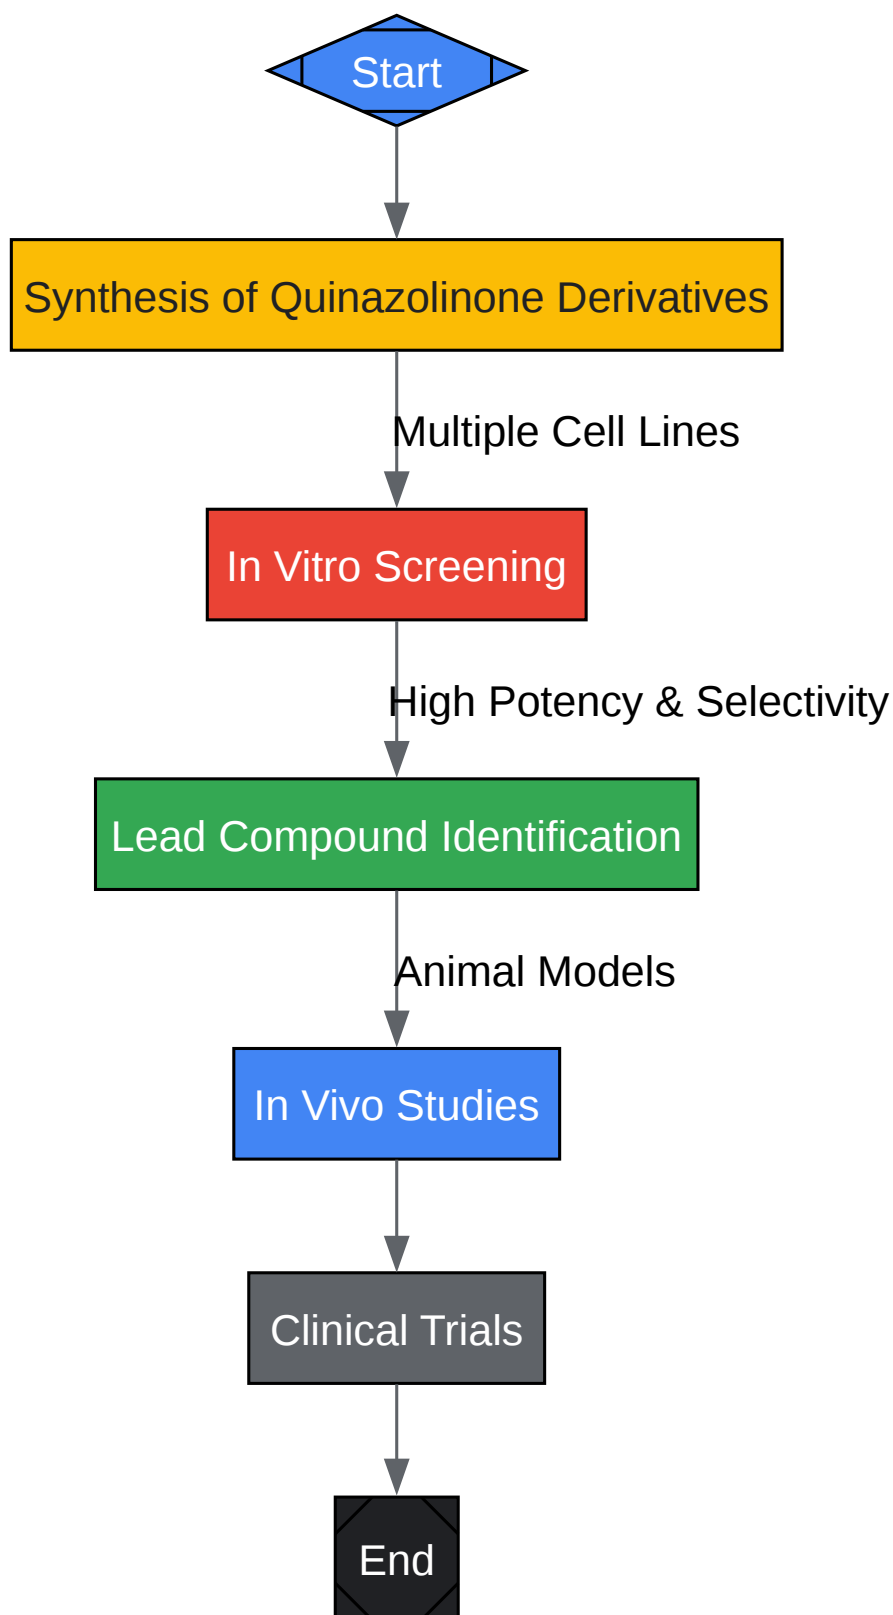 Start
Synthesis of Quinazolinone Derivatives
Multiple Cell Lines
In Vitro Screening
High Potency & Selectivity
Lead Compound Identification
Animal Models
In Vivo Studies
Clinical Trials
End